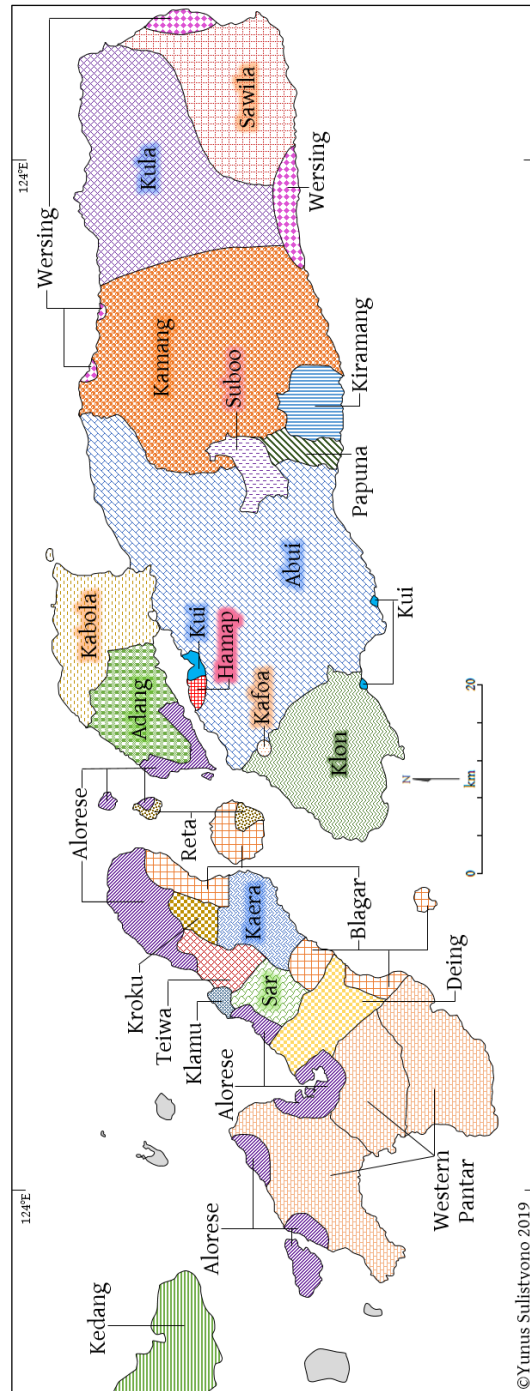 124°E
124°E
Wersing
Wersing
Kedang
Alorese
Kroku
Teiwa
Klamu
Alorese
Alorese
Reta
Adang
Kabola
Kamang
Kula
Sawila
Kui
Hamap
Suboo
Sar
Kaera
Kafoa
Abui
Wersing
Klon
Blagar
Papuna
Kiramang
Kui
Western
Pantar
Deing
N
0
km
20
©Yunus Sulistyono 2019